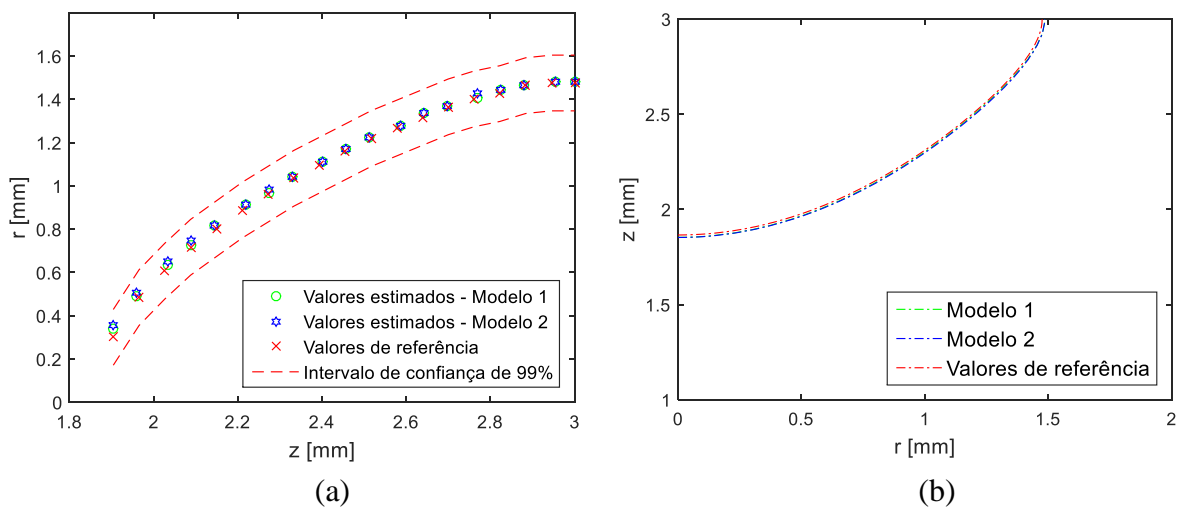 1.6
1.4
1.2
1
0.8
0.6
0.4
0.2
0
r [mm]
1.8
2
2.2
2.4
2.6
2.8
3
z [mm]
Valores estimados - Modelo 1
Valores estimados - Modelo 2
Valores de referência
Intervalo de confiança de 99%
(a)
3
2.5
2
1.5
1
z [mm]
0
0.5
1
1.5
2
r [mm]
Modelo 1
Modelo 2
Valores de referência
(b)